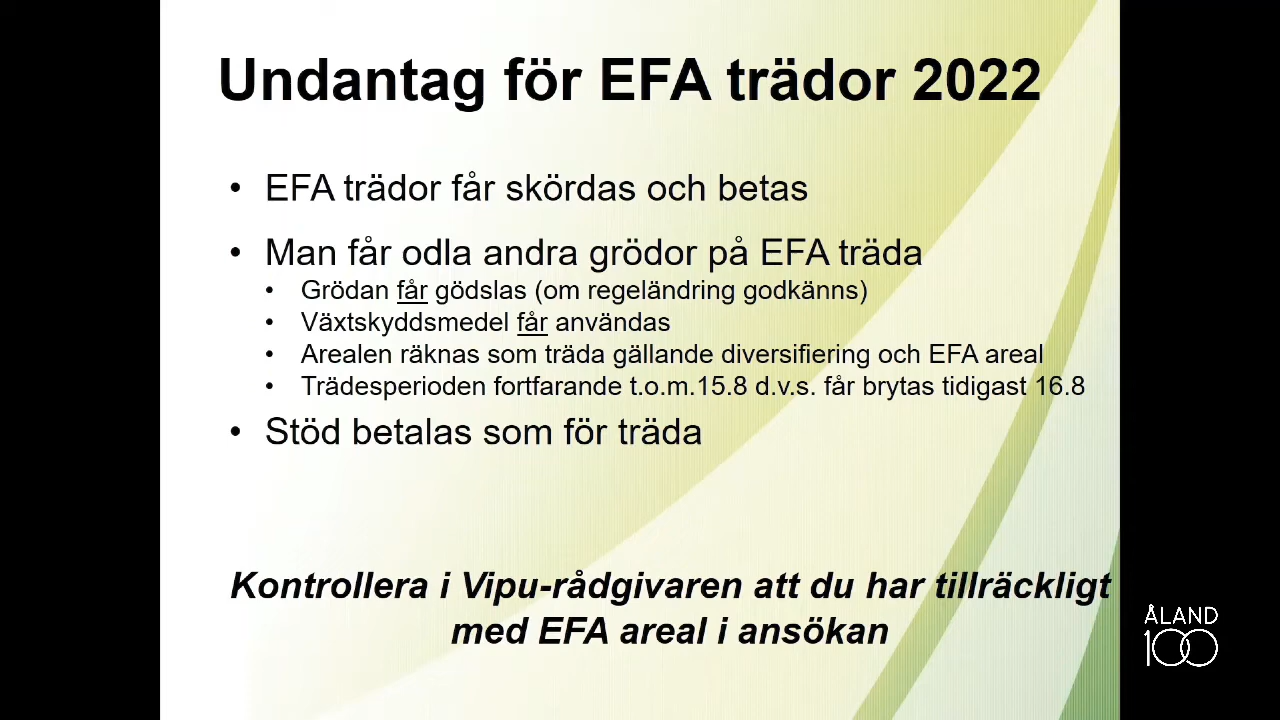 Undantag för EFA trädor 2022
• EFA trädor får skördas och betas
• Man får odla andra grödor på EFA träda
• Grödan får gödslas (om regeländring godkänns)
• Växtskyddsmedel får användas
• Arealen räknas som träda gällande diversifiering och EFA areal
• Trädesperioden fortfarande t.o.m.15.8 d.v.s. får brytas tidigast 16.8
• Stöd betalas som för träda
Kontrollera i Vipu-rådgivaren att du har tillräckligt
med EFA areal i ansökan
ÅLAND
100